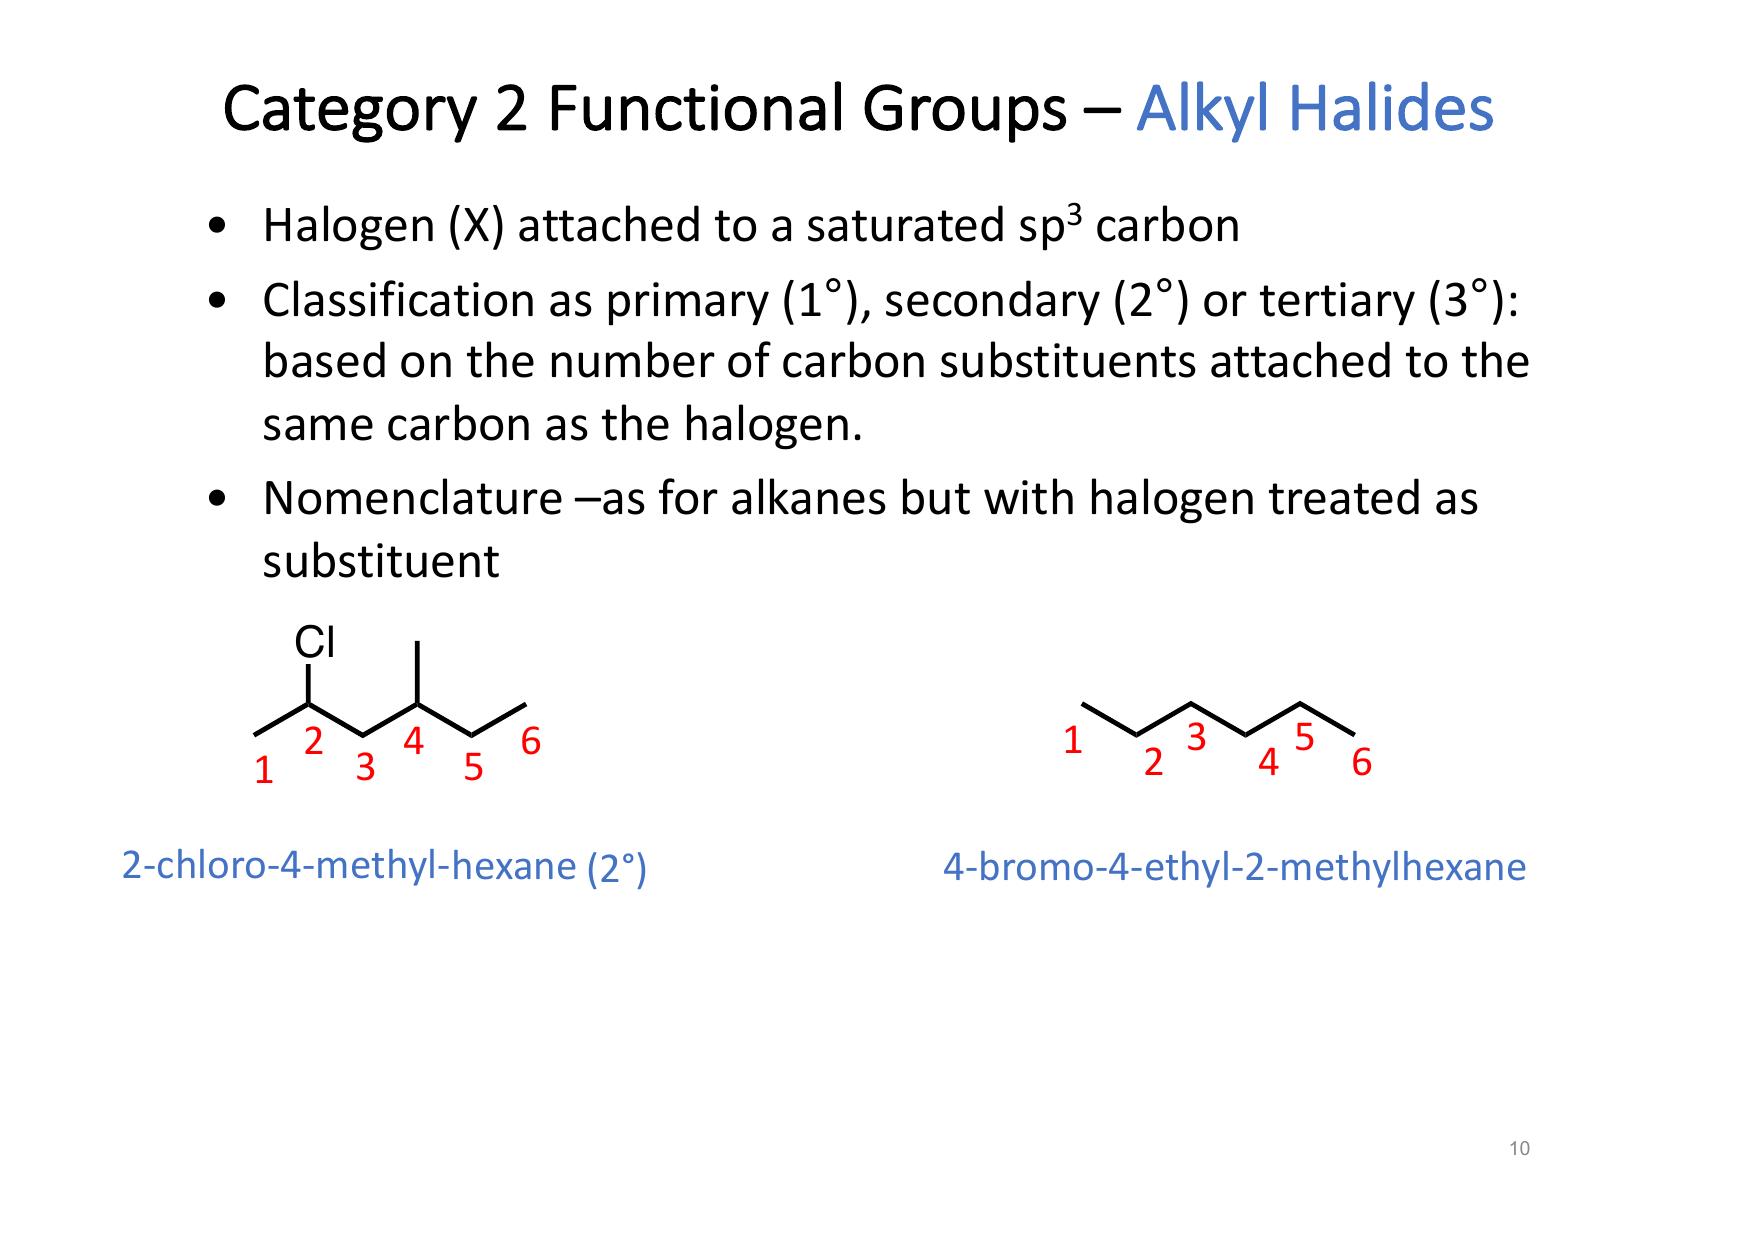 Category 2 Functional Groups – Alkyl Halides
• Halogen (X) attached to a saturated sp³ carbon
• Classification as primary (1°), secondary (2°) or tertiary (3°):
based on the number of carbon substituents attached to the
same carbon as the halogen.
• Nomenclature –as for alkanes but with halogen treated as
substituent
Cl
1 2 3 4 5 6
1 2 3 4 5 6
2-chloro-4-methyl-hexane (2°)
4-bromo-4-ethyl-2-methylhexane
10